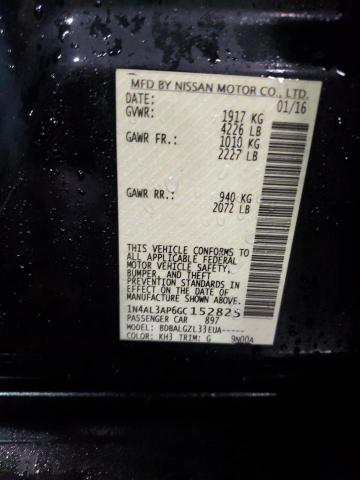 MFD BY NISSAN MOTOR CO., LTD.
DATE: 01/16
GVWR: 1917 KG
4226 LB
GAWR FR.: 1010 KG
2227 LB
GAWR RR.: 940 KG
2072 LB
THIS VEHICLE CONFORMS TO
ALL APPLICABLE FEDERAL
MOTOR VEHICLE SAFETY,
BUMPER, AND THEFT
PREVENTION STANDARDS IN
EFFECT ON THE DATE OF
MANUFACTURE SHOWN ABOVE.
1N4AL3AP6GC152825
PASSENGER CAR 897
MODEL: BDBALGZL33EUA-----
COLOR: KH3 TRIM: G 9N00A